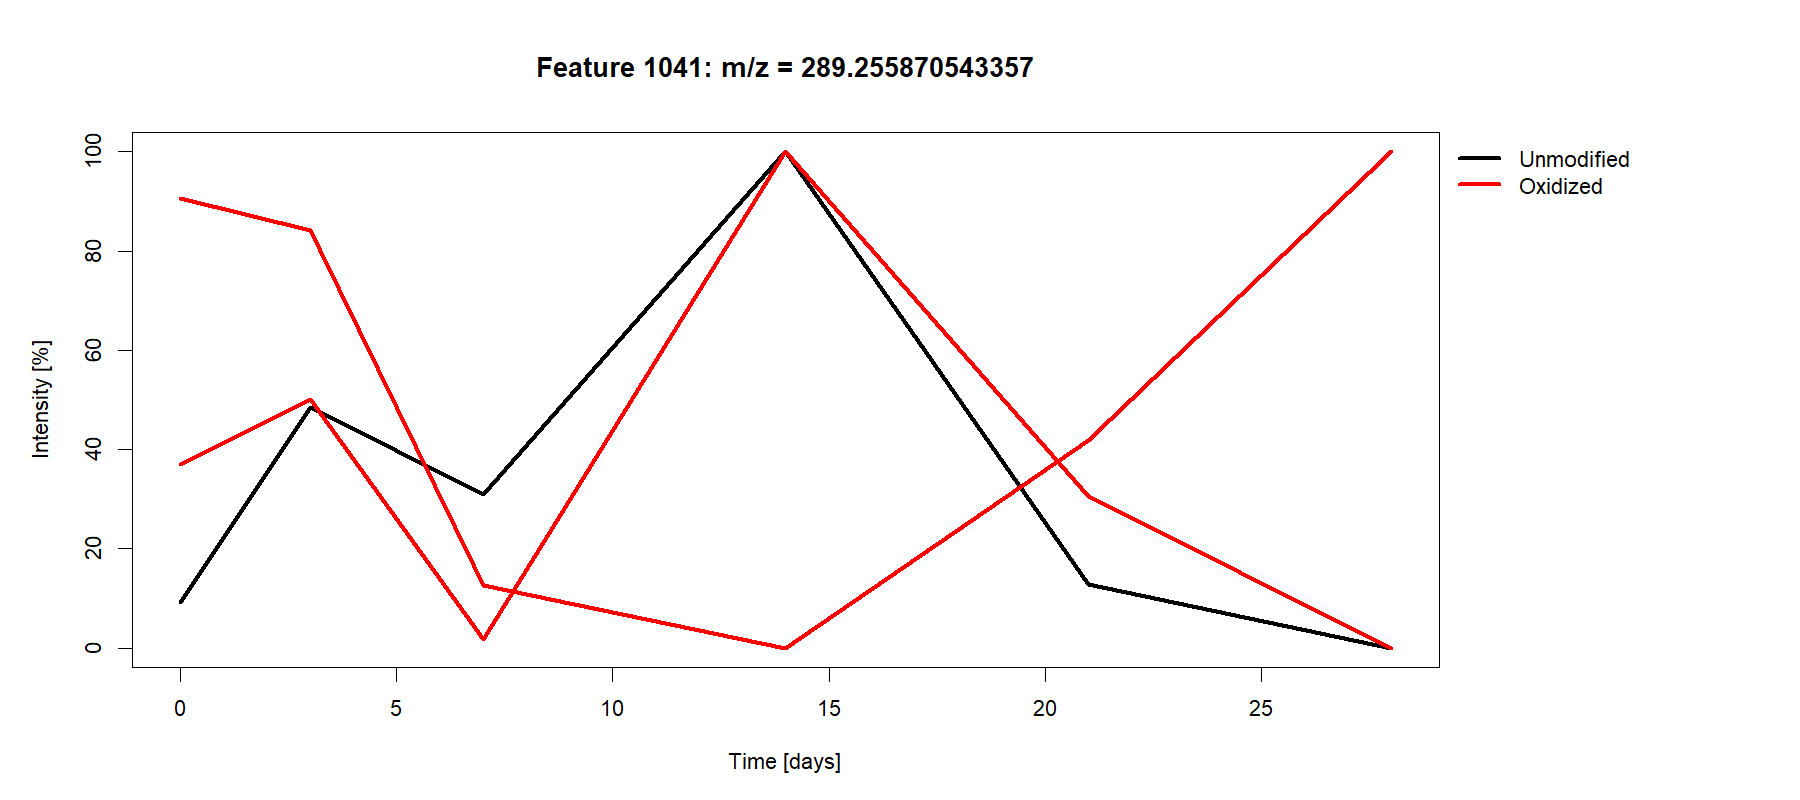 Feature 1041: m/z = 289.255870543357
Unmodified
Oxidized
Intensity [%]
100
80
60
40
20
0
0 5 10 15 20 25
Time [days]